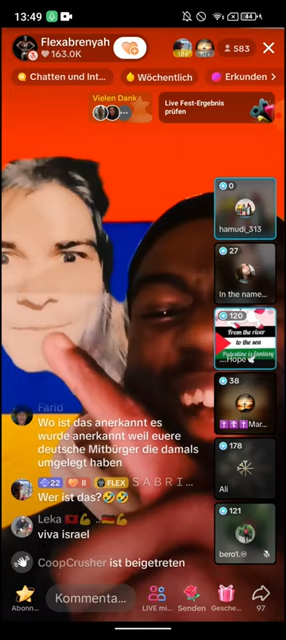 13:49
44
Flexabrenyah
163.0K
583
Chatten und Int...
Wöchentlich
Erkunden >
Vielen Dank
Live Fest-Ergebnis
prüfen
0
hamudi_313
27
In the name...
120
From the river
to the sea
Palestine is fantasy
...Hope
38
Mar...
178
Ali
121
bero1.
Farid
Wo ist das anerkannt es
wurde anerkannt weil euere
deutsche Mitbürger die damals
umgelegt haben
22 II FLEX S A B R I ...
Wer ist das?🤣🤣
Leka
viva israel
CoopCrusher ist beigetreten
Abonn...
Kommenta...
LIVE mi...
Senden
Gesche...
97